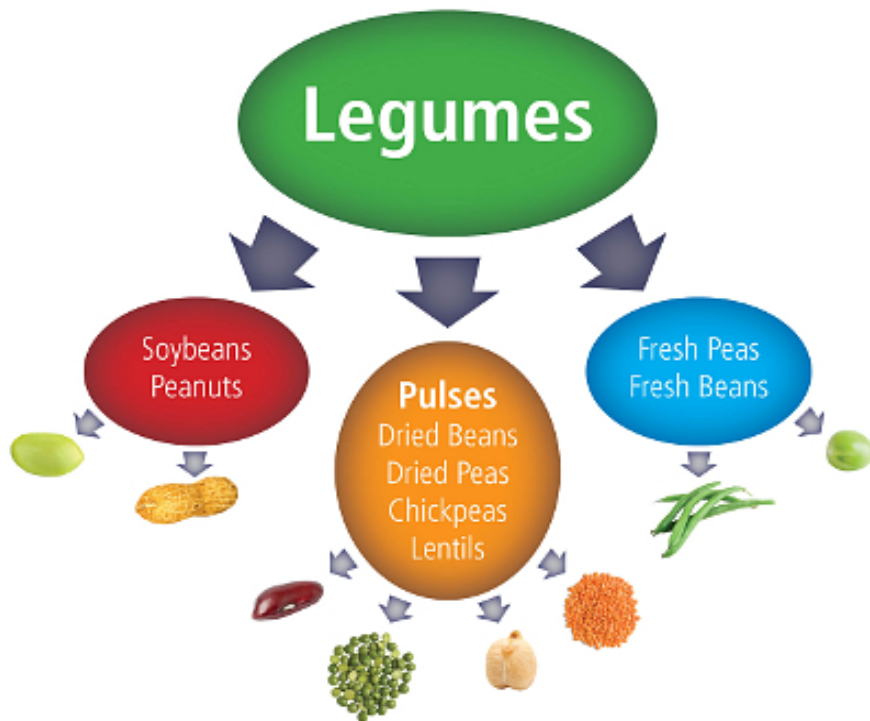 Legumes
Soybeans
Peanuts
Pulses
Dried Beans
Dried Peas
Chickpeas
Lentils
Fresh Peas
Fresh Beans